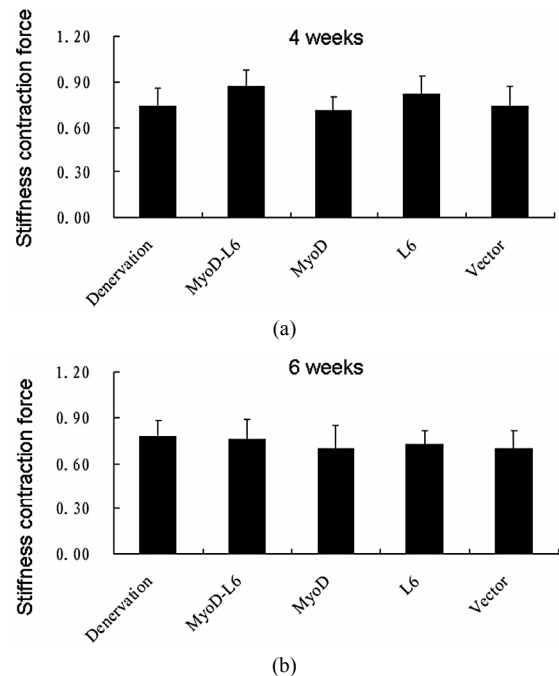 4 weeks
Stiffness contraction force
1.20
0.90
0.60
0.30
0.00
Denervation
MyoD-L6
MyoD
L6
Vector
(a)
6 weeks
Stiffness contraction force
1.20
0.90
0.60
0.30
0.00
Denervation
MyoD-L6
MyoD
L6
Vector
(b)